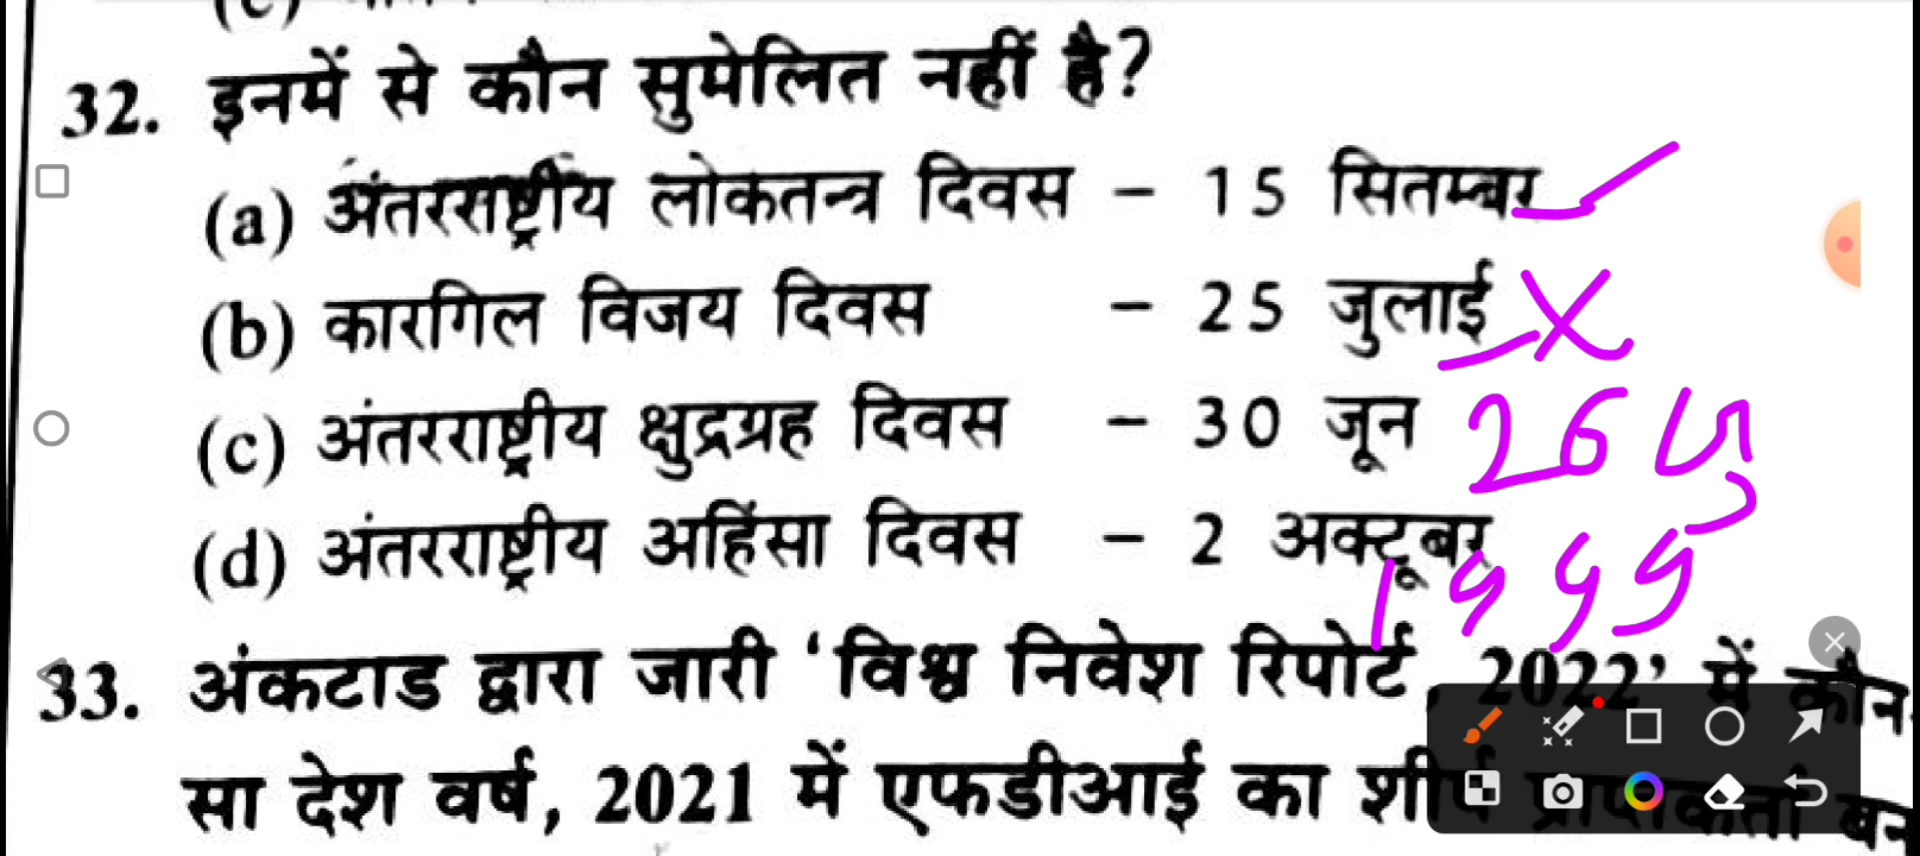 32. इनमें से कौन सुमेलित नहीं है?
(a) अंतरराष्ट्रीय लोकतन्त्र दिवस – 15 सितम्बर
(b) कारगिल विजय दिवस – 25 जुलाई
(c) अंतरराष्ट्रीय क्षुद्रग्रह दिवस – 30 जून 26
(d) अंतरराष्ट्रीय अहिंसा दिवस – 2 अक्टूबर
1999
33. अंकटाड द्वारा जारी ‘विश्व निवेश रिपोर्ट, 2022’ में कौन
सा देश वर्ष, 2021 में एफडीआई का शीर्ष